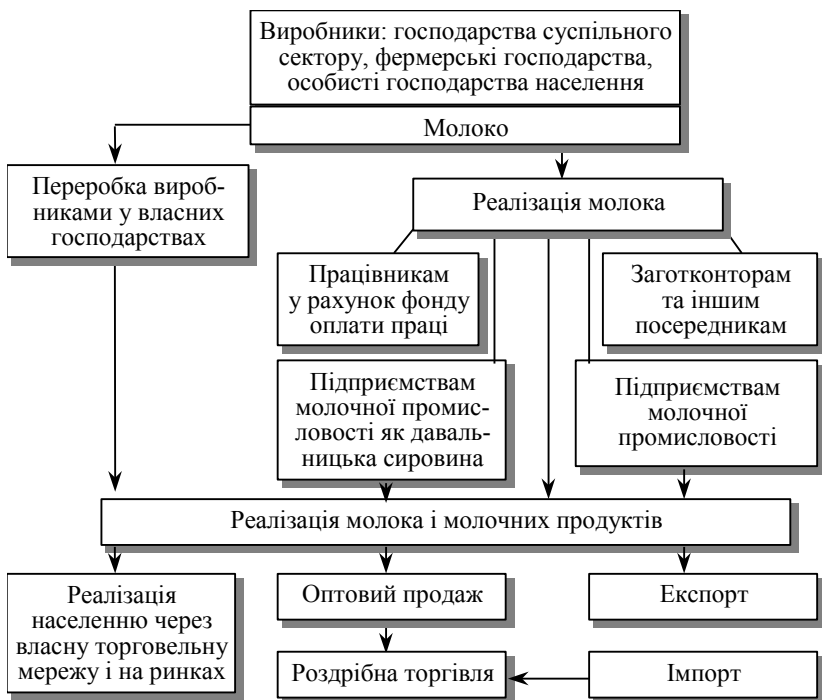 Виробники: господарства суспільного
сектору, фермерські господарства,
особисті господарства населення
Молоко
Переробка вироб-
никами у власних
господарствах
Реалізація молока
Працівникам
у рахунок фонду
оплати праці
Заготконторам
та іншим
посередникам
Підприємствам
молочної промис-
ловості як даваль-
ницька сировина
Підприємствам
молочної
промисловості
Реалізація молока і молочних продуктів
Реалізація
населенню через
власну торговельну
мережу і на ринках
Оптовий продаж
Експорт
Роздрібна торгівля
Імпорт